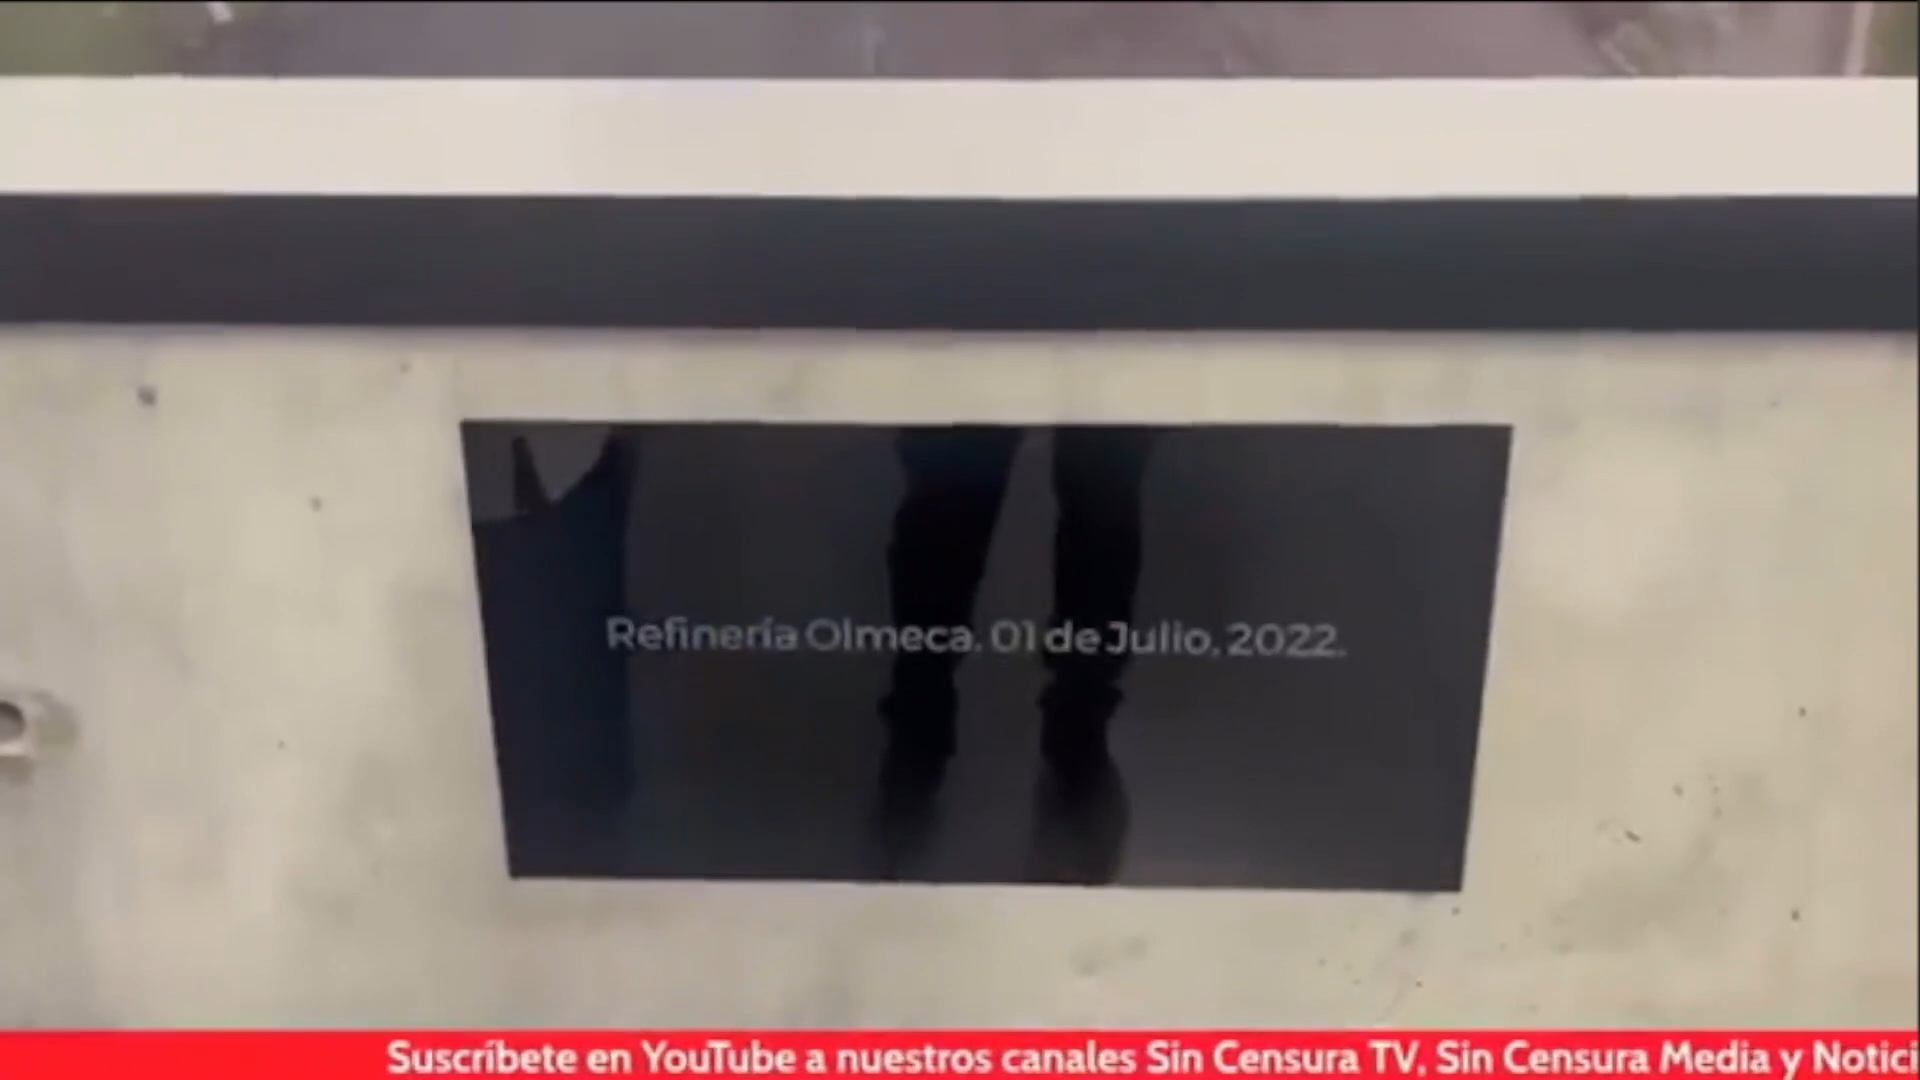 Refinería Olmeca. 01 de Julio, 2022.
Suscríbete en YouTube a nuestros canales Sin Censura TV, Sin Censura Media y Notici